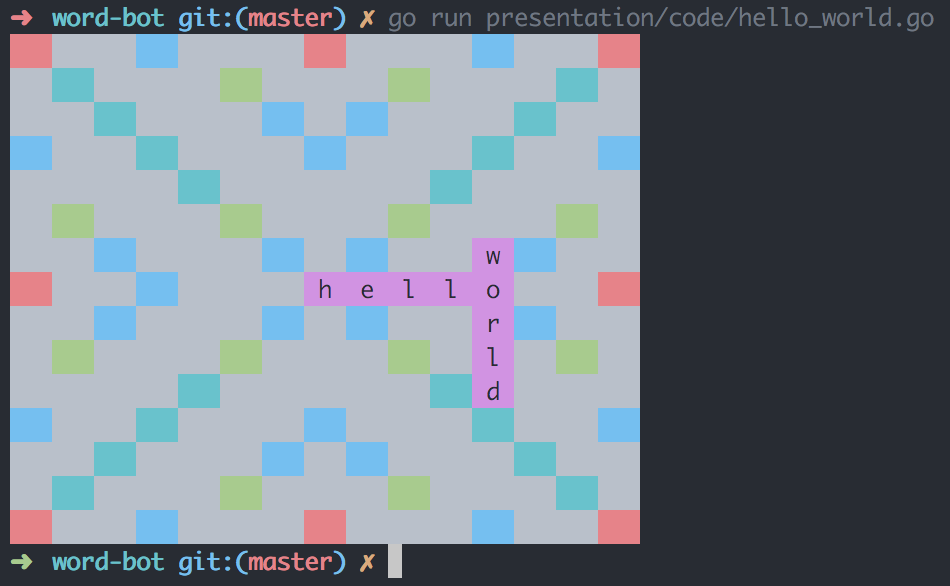 ➜ word-bot git:(master) ✗ go run presentation/code/hello_world.go
w
h e l l o
r
l
d
➜ word-bot git:(master) ✗